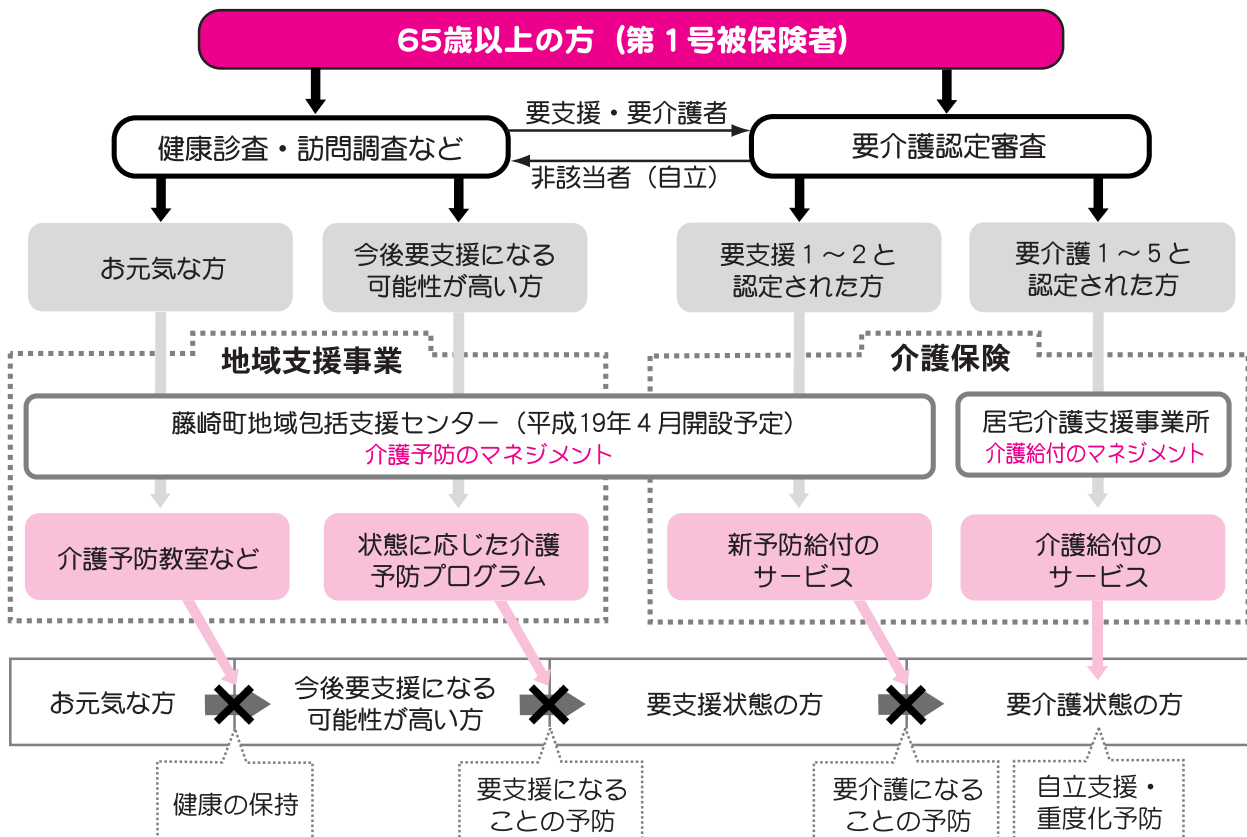 65歳以上の方（第１号被保険者）
要支援・要介護者
健康診査・訪問調査など
要介護認定審査
非該当者（自立）
お元気な方
今後要支援になる
可能性が高い方
要支援１～２と
認定された方
要介護１～５と
認定された方
地域支援事業
介護保険
藤崎町地域包括支援センター（平成19年４月開設予定）
介護予防のマネジメント
居宅介護支援事業所
介護給付のマネジメント
介護予防教室など
状態に応じた介護
予防プログラム
新予防給付の
サービス
介護給付の
サービス
お元気な方
今後要支援になる
可能性が高い方
要支援状態の方
要介護状態の方
健康の保持
要支援になる
ことの予防
要介護になる
ことの予防
自立支援・
重度化予防